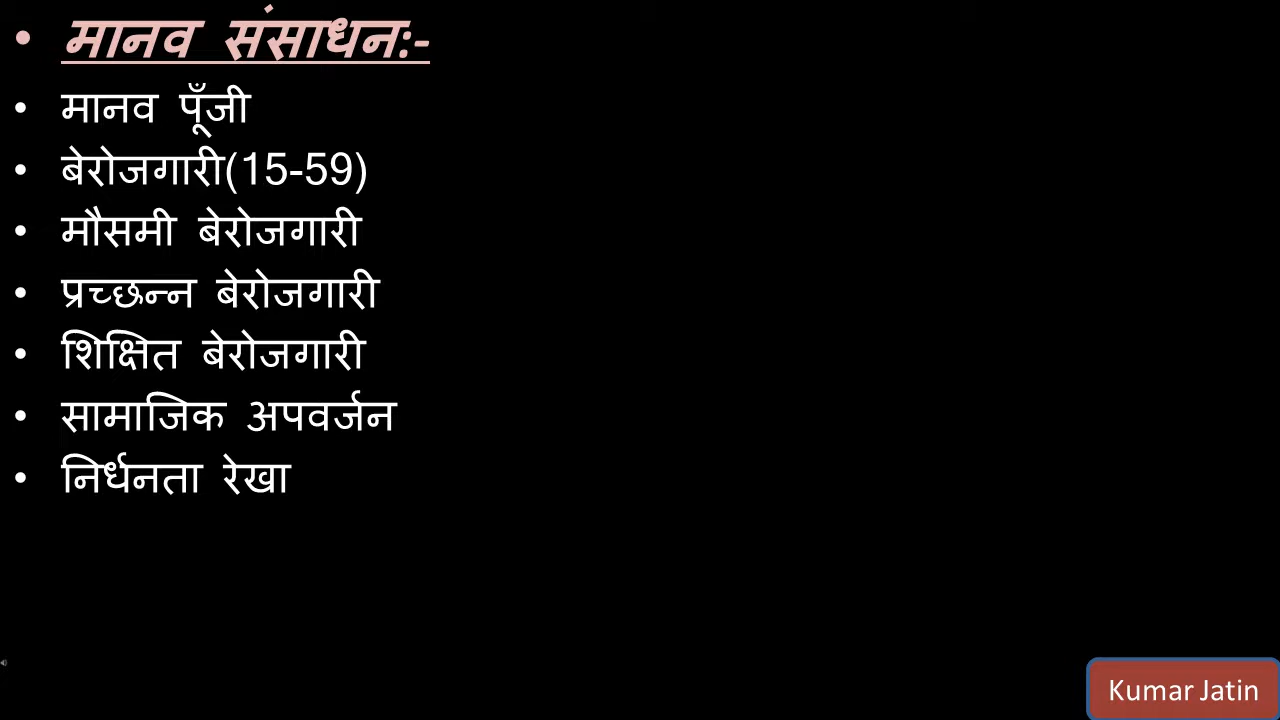 • मानव संसाधन:-
• मानव पूँजी
• बेरोजगारी(15-59)
• मौसमी बेरोजगारी
• प्रच्छन्न बेरोजगारी
• शिक्षित बेरोजगारी
• सामाजिक अपवर्जन
• निर्धनता रेखा
Kumar Jatin